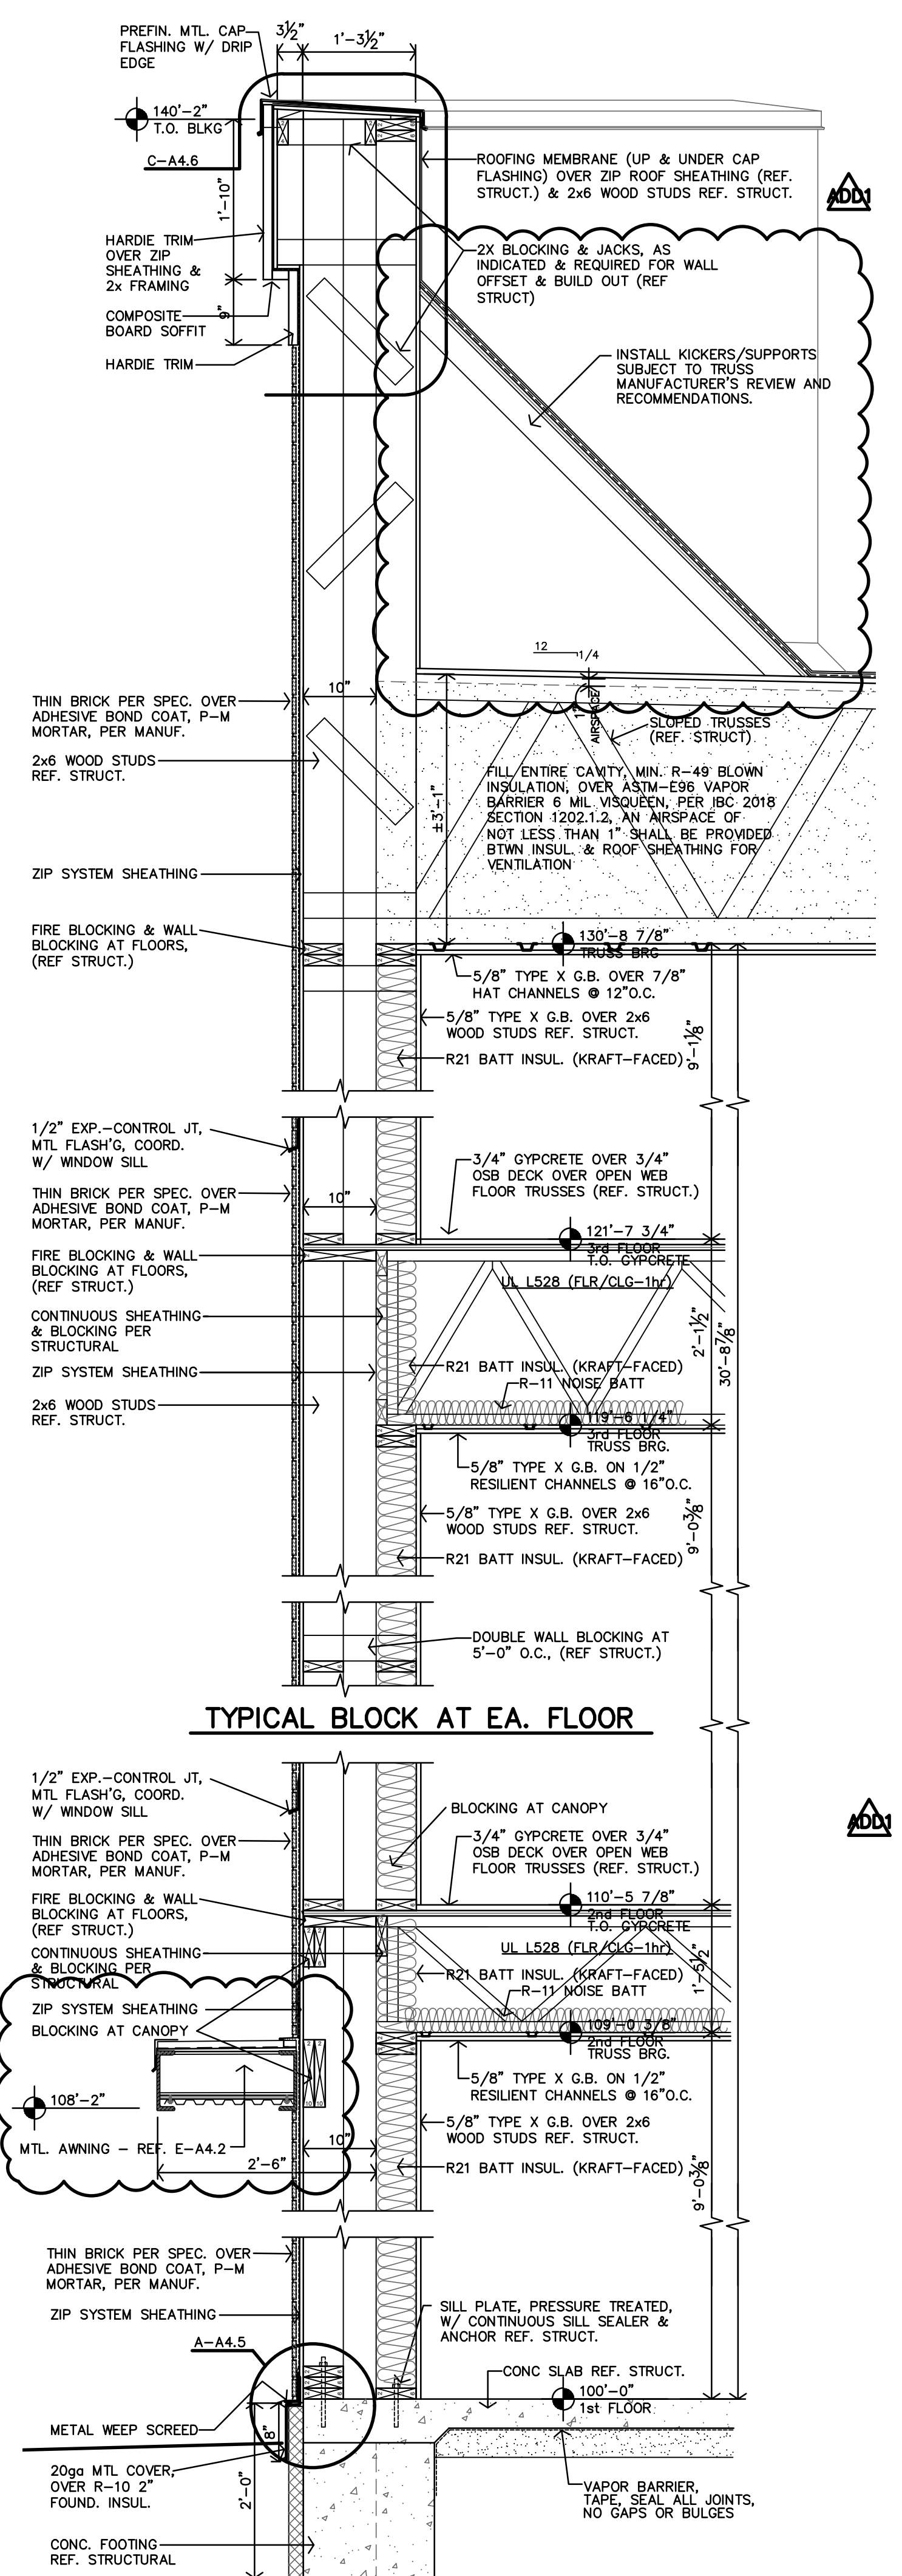 PREFIN. MTL. CAP
FLASHING W/ DRIP
EDGE
3½"
1'-3½"
140'-2"
T.O. BLKG
C-A4.6
1'-10"
ROOFING MEMBRANE (UP & UNDER CAP
FLASHING) OVER ZIP ROOF SHEATHING (REF.
STRUCT.) & 2x6 WOOD STUDS REF. STRUCT.
ADD1
HARDIE TRIM
OVER ZIP
SHEATHING &
2x FRAMING
2X BLOCKING & JACKS, AS
INDICATED & REQUIRED FOR WALL
OFFSET & BUILD OUT (REF
STRUCT)
COMPOSITE
BOARD SOFFIT
9"
HARDIE TRIM
INSTALL KICKERS/SUPPORTS
SUBJECT TO TRUSS
MANUFACTURER'S REVIEW AND
RECOMMENDATIONS.
12
1/4
THIN BRICK PER SPEC. OVER
ADHESIVE BOND COAT, P-M
MORTAR, PER MANUF.
10"
1"
AIRSPACE
SLOPED TRUSSES
(REF. STRUCT)
2x6 WOOD STUDS
REF. STRUCT.
±3'-1"
FILL ENTIRE CAVITY, MIN. R-49 BLOWN
INSULATION, OVER ASTM-E96 VAPOR
BARRIER 6 MIL VISQUEEN, PER IBC 2018
SECTION 1202.1.2, AN AIRSPACE OF
NOT LESS THAN 1" SHALL BE PROVIDED
BTWN INSUL. & ROOF SHEATHING FOR
VENTILATION
ZIP SYSTEM SHEATHING
FIRE BLOCKING & WALL
BLOCKING AT FLOORS,
(REF STRUCT.)
130'-8 7/8"
TRUSS BRG
5/8" TYPE X G.B. OVER 7/8"
HAT CHANNELS @ 12"O.C.
5/8" TYPE X G.B. OVER 2x6
WOOD STUDS REF. STRUCT.
9'-1⅛"
R21 BATT INSUL. (KRAFT-FACED)
1/2" EXP.-CONTROL JT,
MTL FLASH'G, COORD.
W/ WINDOW SILL
3/4" GYPCRETE OVER 3/4"
OSB DECK OVER OPEN WEB
FLOOR TRUSSES (REF. STRUCT.)
THIN BRICK PER SPEC. OVER
ADHESIVE BOND COAT, P-M
MORTAR, PER MANUF.
10"
FIRE BLOCKING & WALL
BLOCKING AT FLOORS,
(REF STRUCT.)
121'-7 3/4"
3rd FLOOR
T.O. GYPCRETE
UL L528 (FLR/CLG-1hr)
CONTINUOUS SHEATHING
& BLOCKING PER
STRUCTURAL
2'-1½"
30'-8⅞"
ZIP SYSTEM SHEATHING
R21 BATT INSUL. (KRAFT-FACED)
R-11 NOISE BATT
2x6 WOOD STUDS
REF. STRUCT.
119'-6 1/4"
3rd FLOOR
TRUSS BRG.
5/8" TYPE X G.B. ON 1/2"
RESILIENT CHANNELS @ 16"O.C.
5/8" TYPE X G.B. OVER 2x6
WOOD STUDS REF. STRUCT.
9'-0⅜"
R21 BATT INSUL. (KRAFT-FACED)
DOUBLE WALL BLOCKING AT
5'-0" O.C., (REF STRUCT.)
TYPICAL BLOCK AT EA. FLOOR
1/2" EXP.-CONTROL JT,
MTL FLASH'G, COORD.
W/ WINDOW SILL
BLOCKING AT CANOPY
ADD1
THIN BRICK PER SPEC. OVER
ADHESIVE BOND COAT, P-M
MORTAR, PER MANUF.
3/4" GYPCRETE OVER 3/4"
OSB DECK OVER OPEN WEB
FLOOR TRUSSES (REF. STRUCT.)
FIRE BLOCKING & WALL
BLOCKING AT FLOORS,
(REF STRUCT.)
110'-5 7/8"
2nd FLOOR
T.O. GYPCRETE
UL L528 (FLR/CLG-1hr)
CONTINUOUS SHEATHING
& BLOCKING PER
STRUCTURAL
R21 BATT INSUL. (KRAFT-FACED)
R-11 NOISE BATT
1'-5½"
ZIP SYSTEM SHEATHING
BLOCKING AT CANOPY
109'-0 3/8"
2nd FLOOR
TRUSS BRG.
5/8" TYPE X G.B. ON 1/2"
RESILIENT CHANNELS @ 16"O.C.
108'-2"
5/8" TYPE X G.B. OVER 2x6
WOOD STUDS REF. STRUCT.
MTL. AWNING - REF. E-A4.2
10"
2'-6"
R21 BATT INSUL. (KRAFT-FACED)
9'-0⅜"
THIN BRICK PER SPEC. OVER
ADHESIVE BOND COAT, P-M
MORTAR, PER MANUF.
ZIP SYSTEM SHEATHING
SILL PLATE, PRESSURE TREATED,
W/ CONTINUOUS SILL SEALER &
ANCHOR REF. STRUCT.
A-A4.5
CONC SLAB REF. STRUCT.
100'-0"
1st FLOOR
METAL WEEP SCREED
8"
20ga MTL COVER,
OVER R-10 2"
FOUND. INSUL.
2'-0"
VAPOR BARRIER,
TAPE, SEAL ALL JOINTS,
NO GAPS OR BULGES
CONC. FOOTING
REF. STRUCTURAL